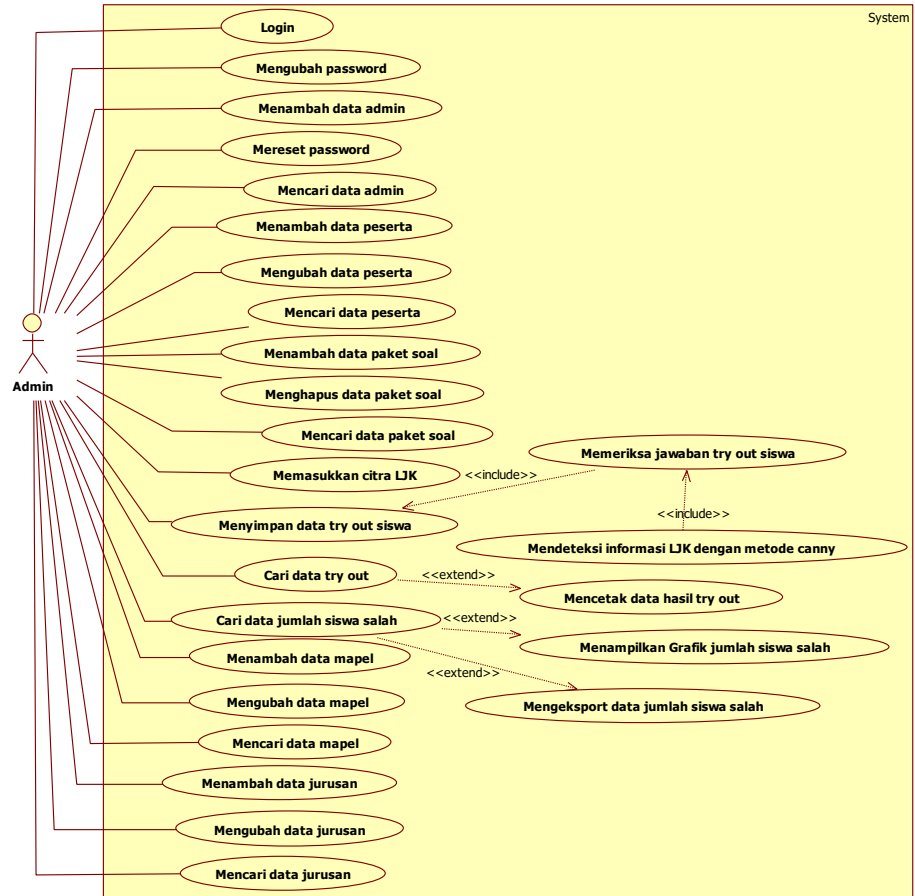 System
Login
Mengubah password
Menambah data admin
Mereset password
Mencari data admin
Menambah data peserta
Mengubah data peserta
Mencari data peserta
Admin
Menambah data paket soal
Menghapus data paket soal
Mencari data paket soal
Memeriksa jawaban try out siswa
Memasukkan citra LJK
<<include>>
<<include>>
Menyimpan data try out siswa
Mendeteksi informasi LJK dengan metode canny
Cari data try out
<<extend>>
Mencetak data hasil try out
Cari data jumlah siswa salah
<<extend>>
Menampilkan Grafik jumlah siswa salah
Menambah data mapel
<<extend>>
Mengubah data mapel
Mengeksport data jumlah siswa salah
Mencari data mapel
Menambah data jurusan
Mengubah data jurusan
Mencari data jurusan